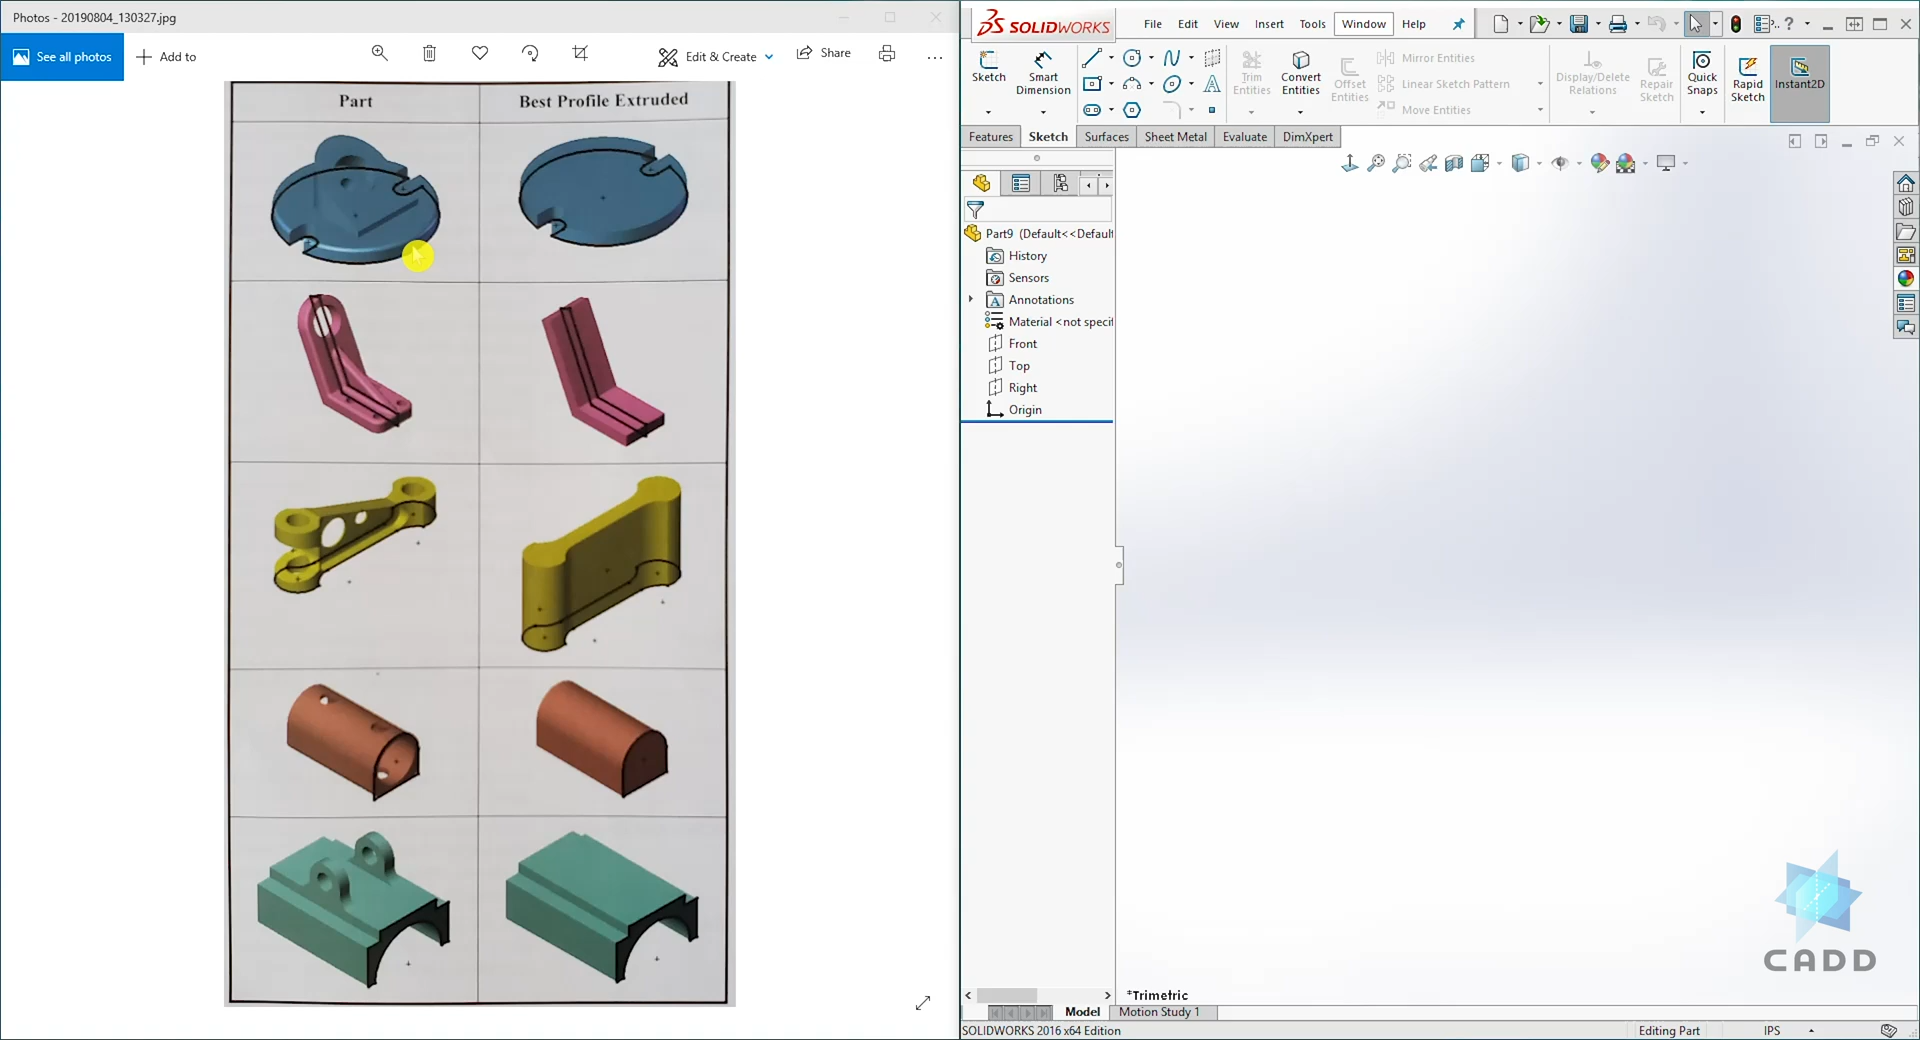 Photos - 20190804_130327.jpg
See all photos
Add to
Edit & Create
Share
Part
Best Profile Extruded
SOLIDWORKS
File
Edit
View
Insert
Tools
Window
Help
Sketch
Smart Dimension
Trim Entities
Convert Entities
Offset Entities
Mirror Entities
Linear Sketch Pattern
Move Entities
Display/Delete Relations
Repair Sketch
Quick Snaps
Rapid Sketch
Instant2D
Features
Sketch
Surfaces
Sheet Metal
Evaluate
DimXpert
Part9 (Default<<Default
History
Sensors
Annotations
Material <not specif
Front
Top
Right
Origin
*Trimetric
Model
Motion Study 1
SOLIDWORKS 2016 x64 Edition
Editing Part
IPS
CADD